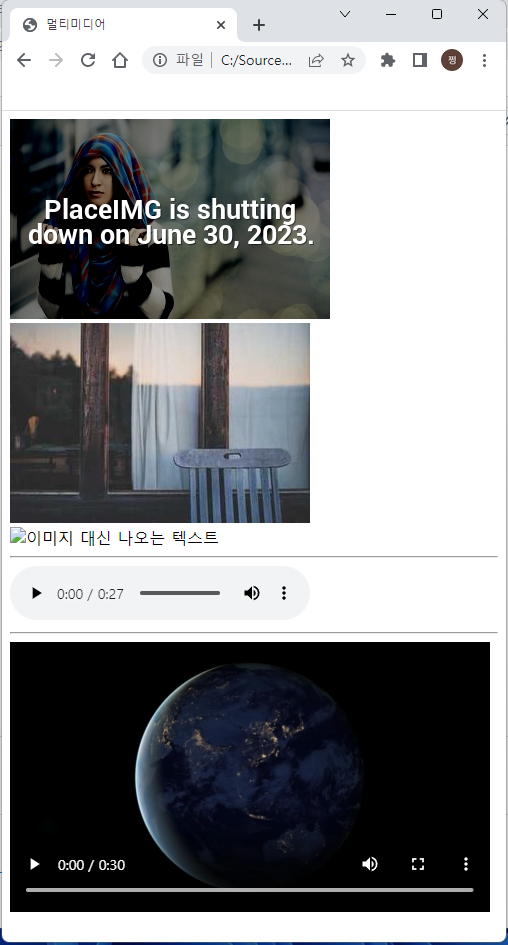 멀티미디어
파일 C:/Source...
쩡
PlaceIMG is shutting
down on June 30, 2023.
이미지 대신 나오는 텍스트
0:00 / 0:27
0:00 / 0:30